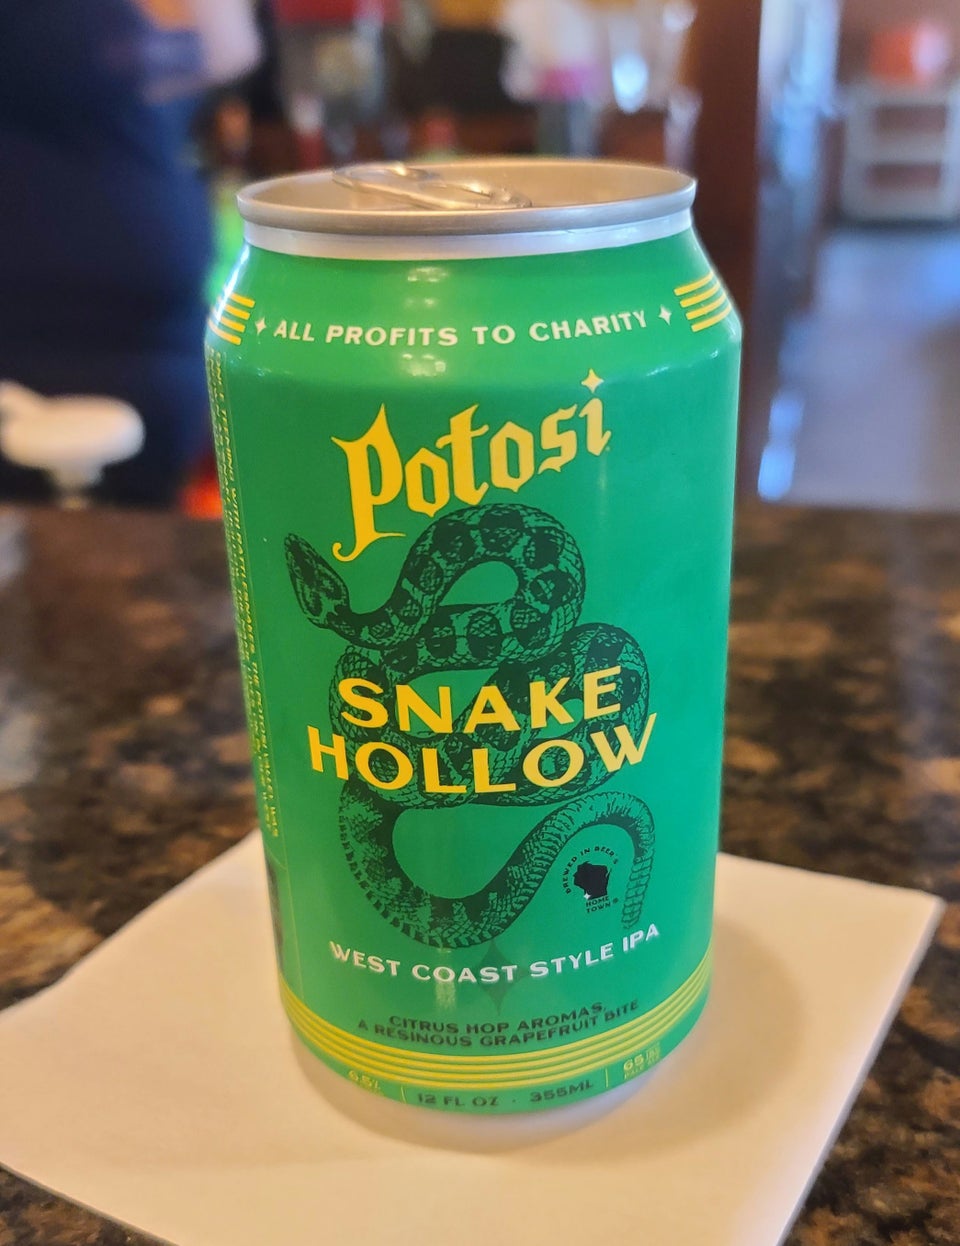 ALL PROFITS TO CHARITY
Potosi
SNAKE
HOLLOW
BREWED IN BEER'S
HOME
TOWN
WEST COAST STYLE IPA
CITRUS HOP AROMAS,
A RESINOUS GRAPEFRUIT BITE
12 FL OZ · 355ML